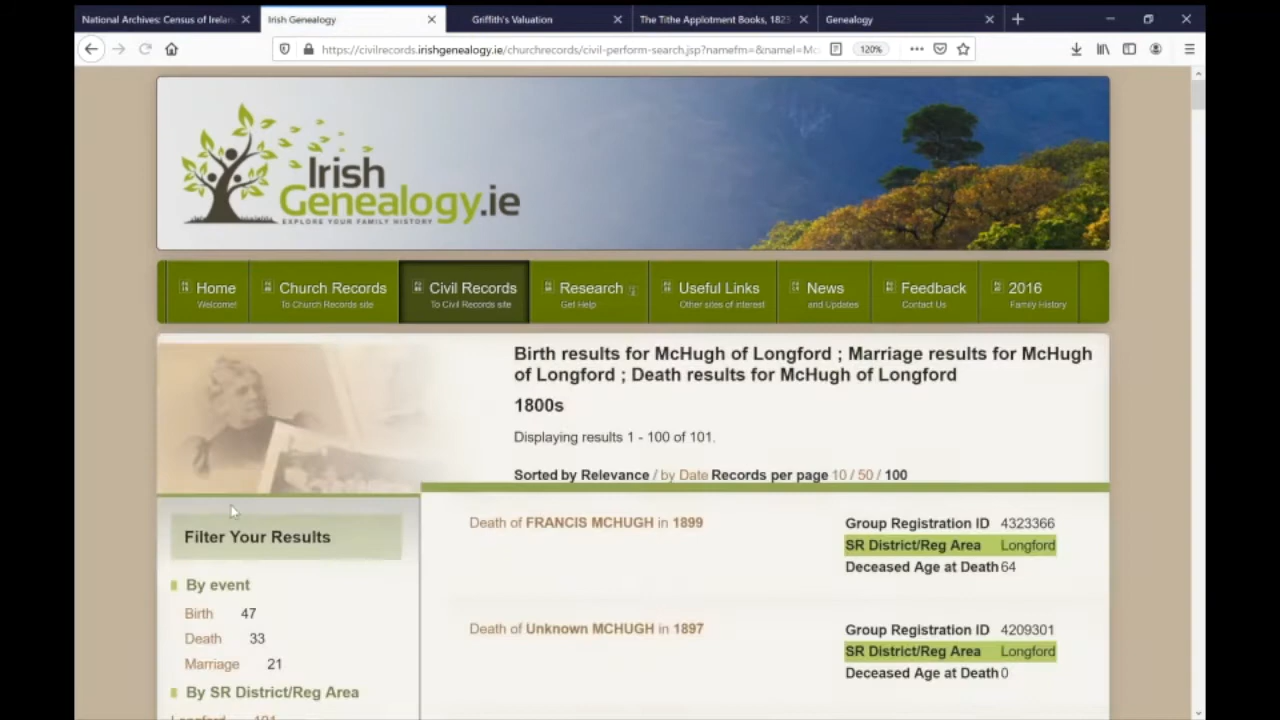 National Archives: Census of Irelan
Irish Genealogy
Griffith's Valuation
The Tithe Applotment Books, 1823
Genealogy
https://civilrecords.irishgenealogy.ie/churchrecords/civil-perform-search.jsp?namefm=&namel=Mc
120%
Irish
Genealogy.ie
EXPLORE YOUR FAMILY HISTORY
Home
Welcome!
Church Records
To Church Records site
Civil Records
To Civil Records site
Research
Get Help
Useful Links
Other sites of interest
News
and Updates
Feedback
Contact Us
2016
Family History
Birth results for McHugh of Longford ; Marriage results for McHugh
of Longford ; Death results for McHugh of Longford
1800s
Displaying results 1 - 100 of 101.
Sorted by Relevance / by Date Records per page 10 / 50 / 100
Filter Your Results
By event
Birth 47
Death 33
Marriage 21
By SR District/Reg Area
Longford 101
Death of FRANCIS MCHUGH in 1899
Group Registration ID 4323366
SR District/Reg Area Longford
Deceased Age at Death 64
Death of Unknown MCHUGH in 1897
Group Registration ID 4209301
SR District/Reg Area Longford
Deceased Age at Death 0